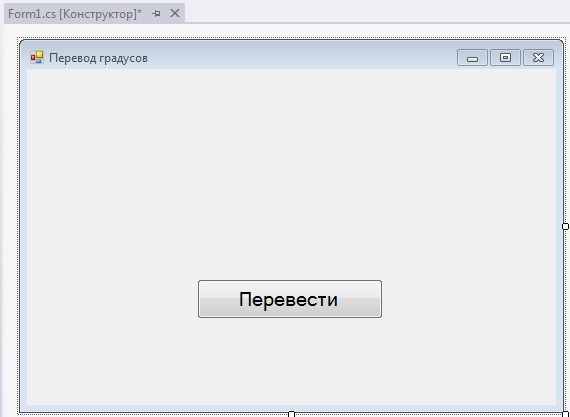 Form1.cs [Конструктор]*
Перевод градусов
Перевести